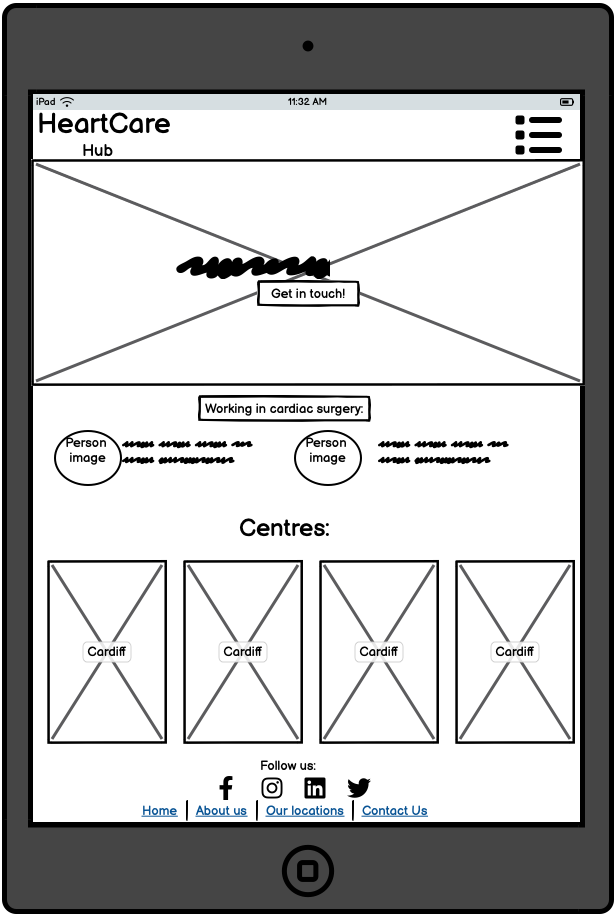 iPad 11:32 AM
HeartCare
Hub
Get in touch!
Working in cardiac surgery:
Person
image
Person
image
Centres:
Cardiff Cardiff Cardiff Cardiff
Follow us:
Home About us Our locations Contact Us